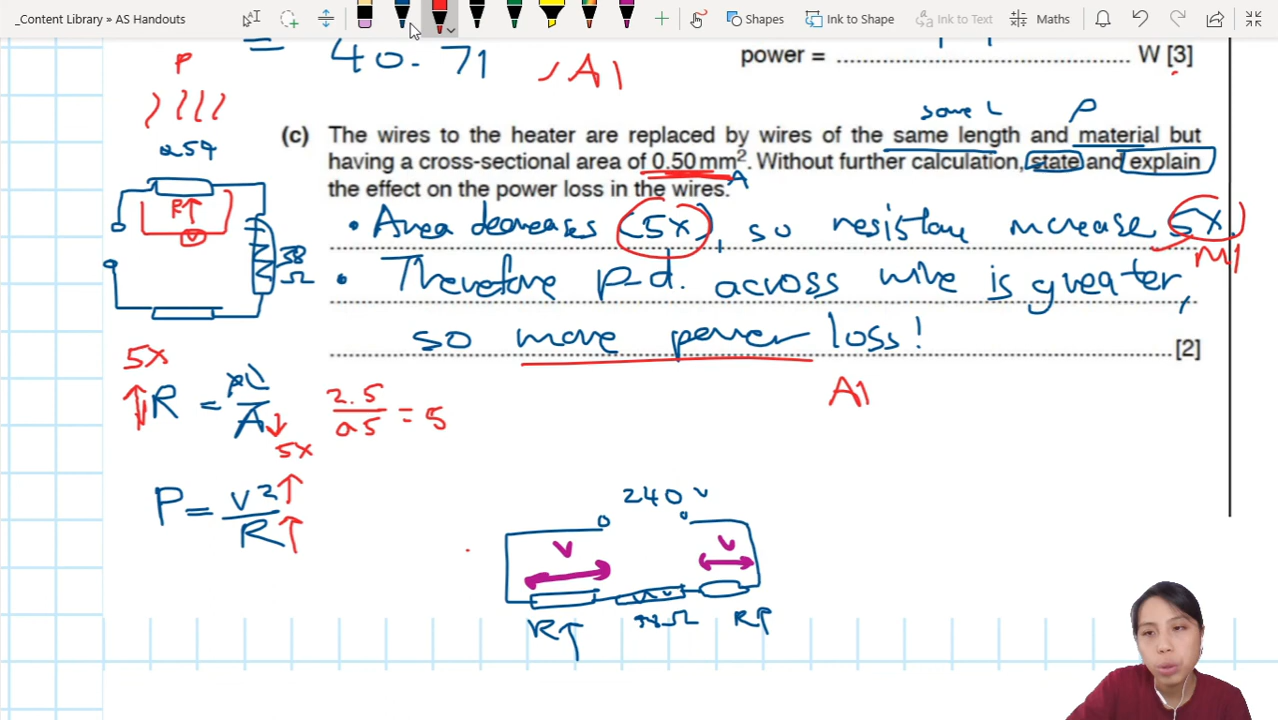 _Content Library » AS Handouts
Shapes
Ink to Shape
Ink to Text
Maths
= 40.71 A1
power = W [3]
P
same L ρ
(c) The wires to the heater are replaced by wires of the same length and material but
having a cross-sectional area of 0.50 mm². Without further calculation, state and explain
the effect on the power loss in the wires.
A
• Area decreases (5x), so resistance increase 5x.
M1
• Therefore p.d. across wire is greater,
so more power loss! [2]
A1
0.254
R↑
V
38
Ω
5x
↑R = ρL/A ↓
5x
2.5/0.5 = 5
P = V²↑/R↑
240 V
V V
R↑ 38Ω R↑